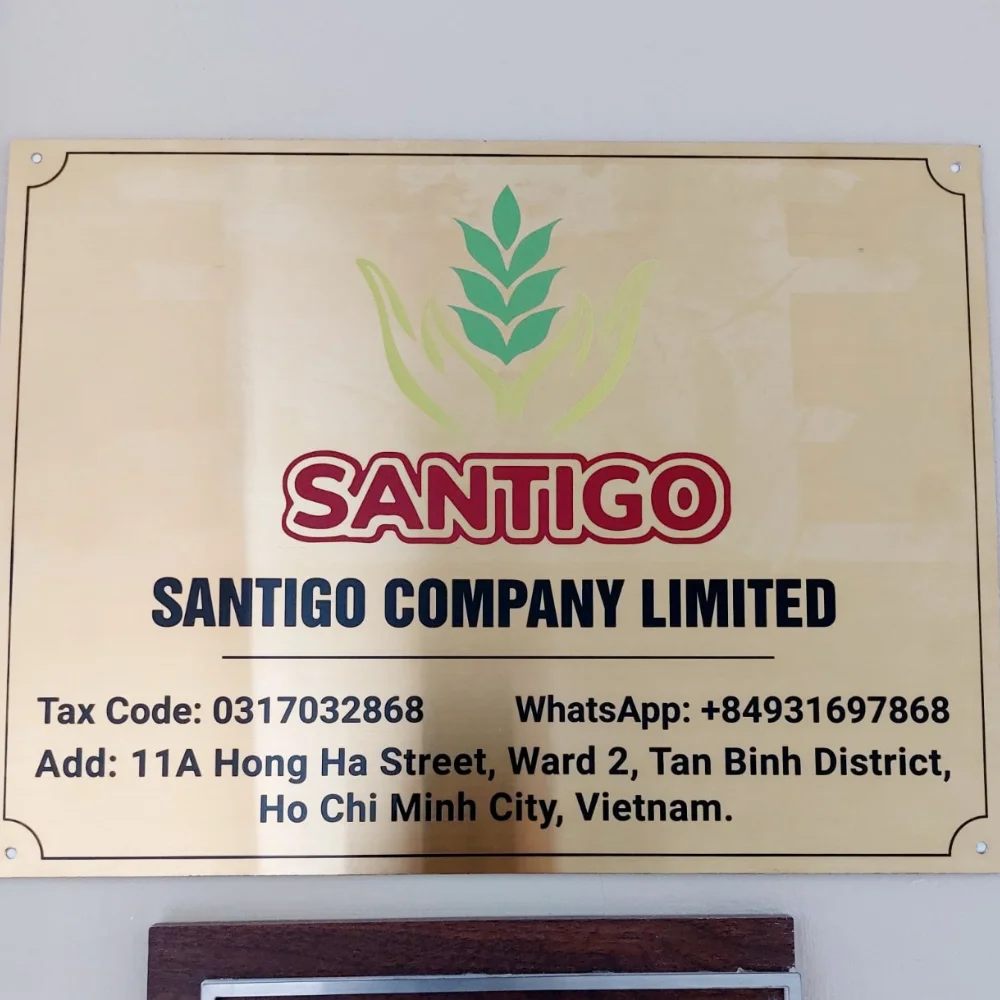 SANTIGO
SANTIGO COMPANY LIMITED
Tax Code: 0317032868 WhatsApp: +84931697868
Add: 11A Hong Ha Street, Ward 2, Tan Binh District,
Ho Chi Minh City, Vietnam.